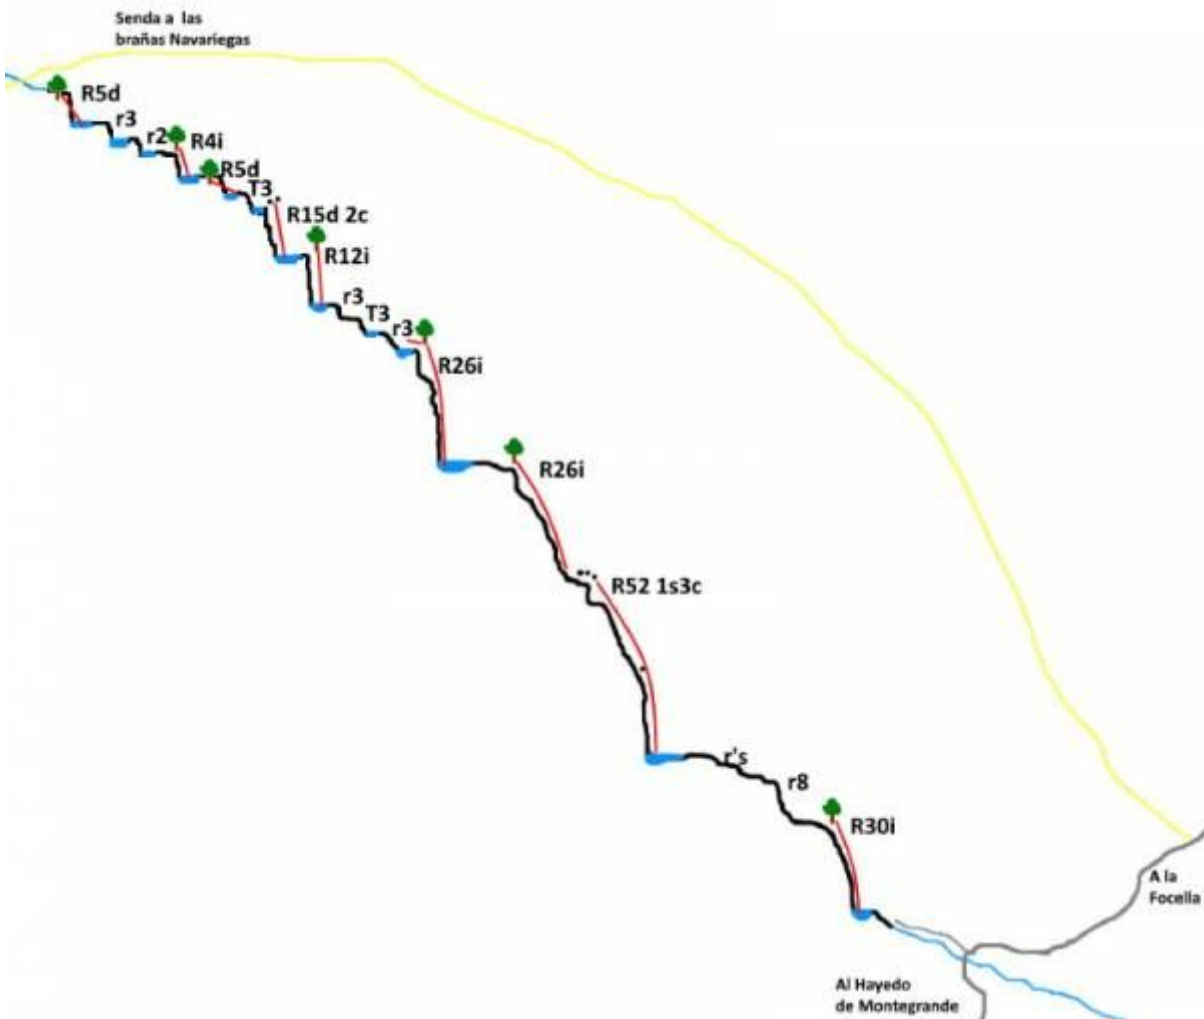 Senda a las
brañas Navariegas
R5d
r3
r2
R4i
R5d
T3
R15d 2c
R12i
r3
T3
r3
R26i
R26i
R52 1s3c
r's
r8
R30i
A la
Focella
Al Hayedo
de Montegrande